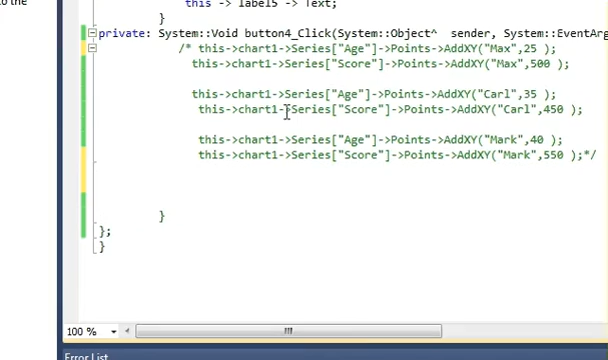 o the
this -> label5 -> Text;
}
private: System::Void button4_Click(System::Object^ sender, System::EventArg
/* this->chart1->Series["Age"]->Points->AddXY("Max",25 );
this->chart1->Series["Score"]->Points->AddXY("Max",500 );
this->chart1->Series["Age"]->Points->AddXY("Carl",35 );
this->chart1->Series["Score"]->Points->AddXY("Carl",450 );
this->chart1->Series["Age"]->Points->AddXY("Mark",40 );
this->chart1->Series["Score"]->Points->AddXY("Mark",550 );*/
}
};
}
100 %
Error List